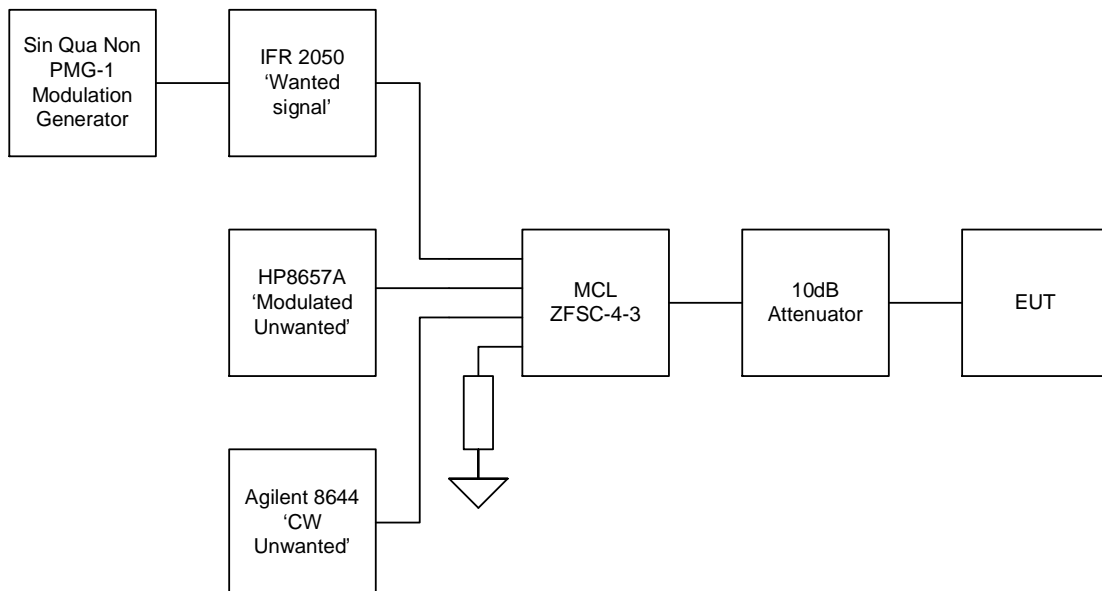 Sin Qua Non
PMG-1
Modulation
Generator
IFR 2050
‘Wanted
signal’
HP8657A
‘Modulated
Unwanted’
MCL
ZFSC-4-3
10dB
Attenuator
EUT
Agilent 8644
‘CW
Unwanted’